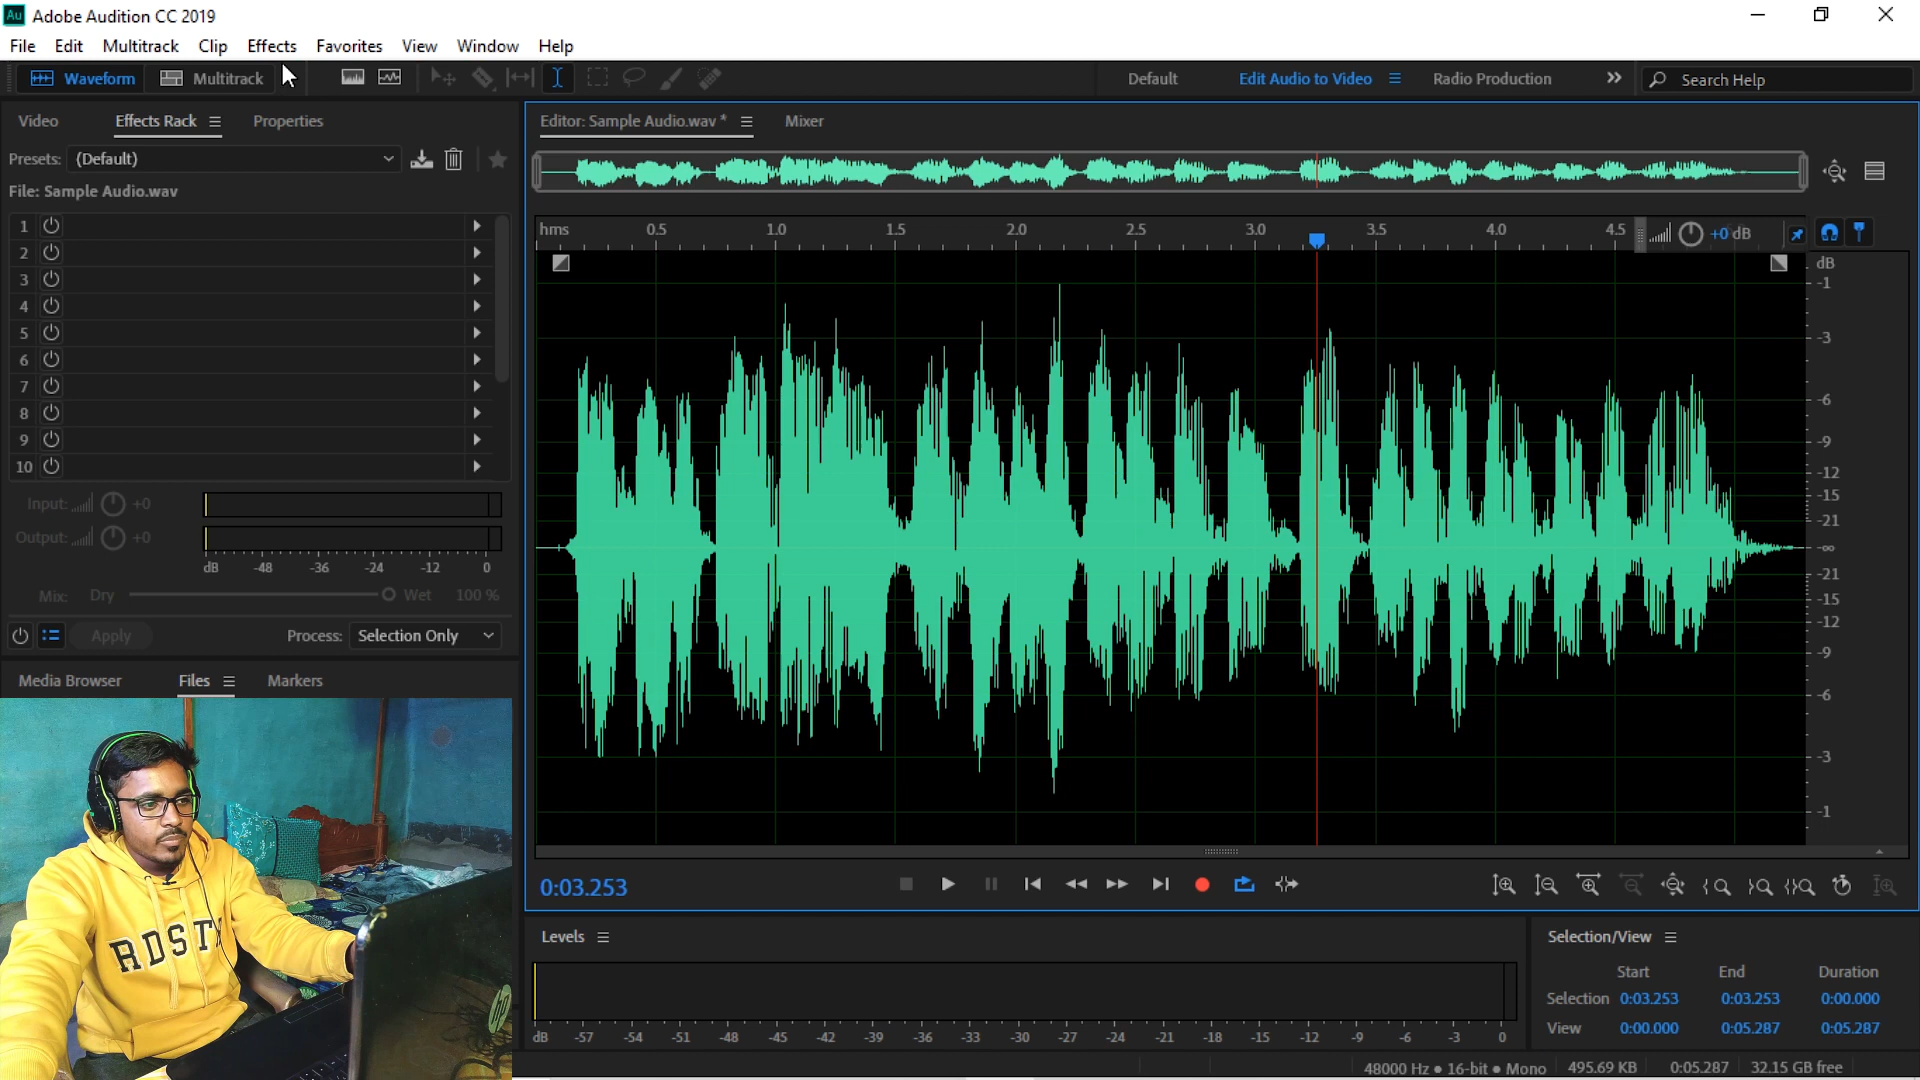 Au Adobe Audition CC 2019
File Edit Multitrack Clip Effects Favorites View Window Help
Waveform Multitrack Default Edit Audio to Video Radio Production Search Help
Video Effects Rack Properties
Presets: (Default)
File: Sample Audio.wav
1
2
3
4
5
6
7
8
9
10
Input: +0
Output: +0
dB -48 -36 -24 -12 0
Mix: Dry Wet 100 %
Apply Process: Selection Only
Media Browser Files Markers
Editor: Sample Audio.wav * Mixer
hms 0.5 1.0 1.5 2.0 2.5 3.0 3.5 4.0 4.5 +0 dB
dB
-1
-3
-6
-9
-12
-15
-21
-∞
-21
-15
-12
-9
-6
-3
-1
0:03.253
Levels
dB -57 -54 -51 -48 -45 -42 -39 -36 -33 -30 -27 -24 -21 -18 -15 -12 -9 -6 -3 0
Selection/View
Start End Duration
Selection 0:03.253 0:03.253 0:00.000
View 0:00.000 0:05.287 0:05.287
48000 Hz • 16-bit • Mono 495.69 KB 0:05.287 32.15 GB free
hp